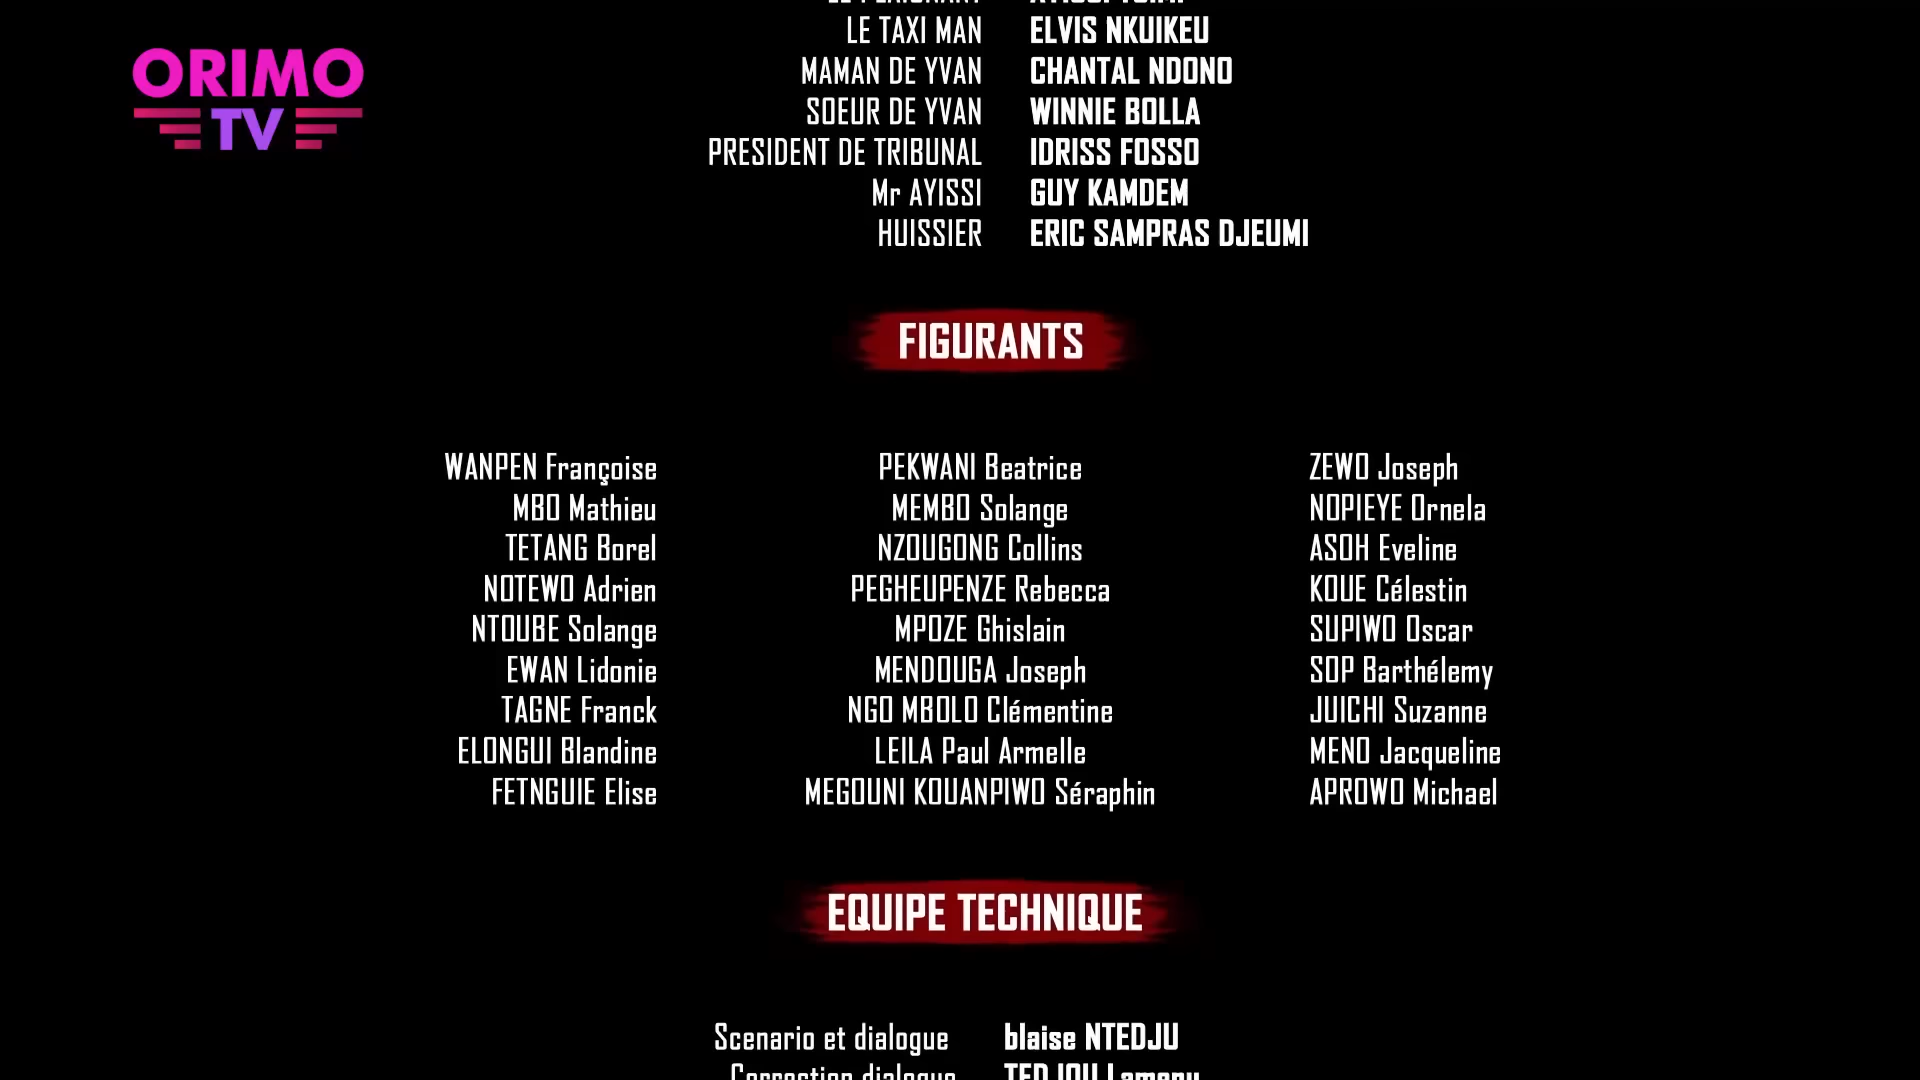 ORIMO
TV
LE TAXI MAN ELVIS NKUIKEU
MAMAN DE YVAN CHANTAL NDONO
SOEUR DE YVAN WINNIE BOLLA
PRESIDENT DE TRIBUNAL IDRISS FOSSO
Mr AYISSI GUY KAMDEM
HUISSIER ERIC SAMPRAS DJEUMI
FIGURANTS
WANPEN Françoise PEKWANI Beatrice ZEWO Joseph
MBO Mathieu MEMBO Solange NOPIEYE Ornela
TETANG Borel NZOUGONG Collins ASOH Eveline
NOTEWO Adrien PEGHEUPENZE Rebecca KOUE Célestin
NTOUBE Solange MPOZE Ghislain SUPIWO Oscar
EWAN Lidonie MENDOUGA Joseph SOP Barthélemy
TAGNE Franck NGO MBOLO Clémentine JUICHI Suzanne
ELONGUI Blandine LEILA Paul Armelle MENO Jacqueline
FETNGUIE Elise MEGOUNI KOUANPIWO Séraphin APROWO Michael
EQUIPE TECHNIQUE
Scenario et dialogue blaise NTEDJU
Correction dialogue